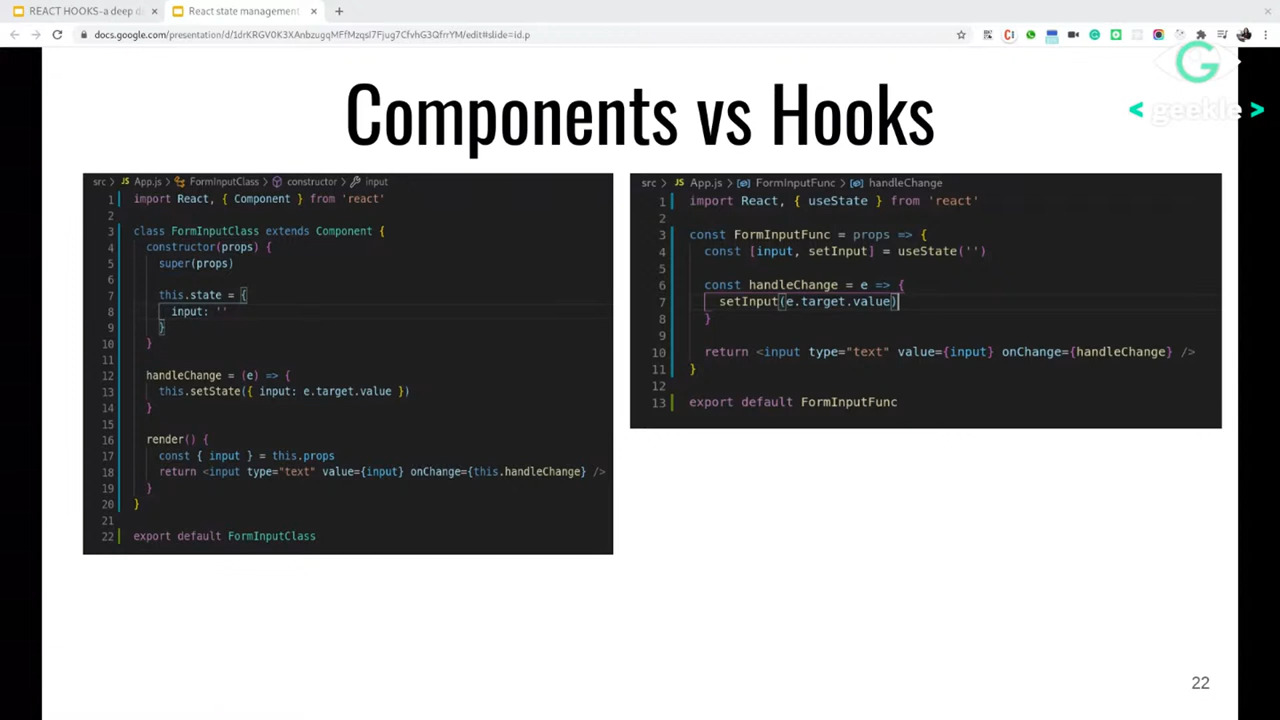 REACT HOOKS-a deep d
React state management
docs.google.com/presentation/d/1drKRGV0K3XAnbzugqMFfMzqsI7Fjug7CfvhG3QfrrYM/edit#slide=id.p
G
< geekle >
Components vs Hooks
src > JS App.js > FormInputClass > constructor > input
1 import React, { Component } from 'react'
2
3 class FormInputClass extends Component {
4 constructor(props) {
5 super(props)
6
7 this.state = {
8 input: ''
9 }
10 }
11
12 handleChange = (e) => {
13 this.setState({ input: e.target.value })
14 }
15
16 render() {
17 const { input } = this.props
18 return <input type="text" value={input} onChange={this.handleChange} />
19 }
20 }
21
22 export default FormInputClass
src > JS App.js > FormInputFunc > handleChange
1 import React, { useState } from 'react'
2
3 const FormInputFunc = props => {
4 const [input, setInput] = useState('')
5
6 const handleChange = e => {
7 setInput(e.target.value)
8 }
9
10 return <input type="text" value={input} onChange={handleChange} />
11 }
12
13 export default FormInputFunc
22